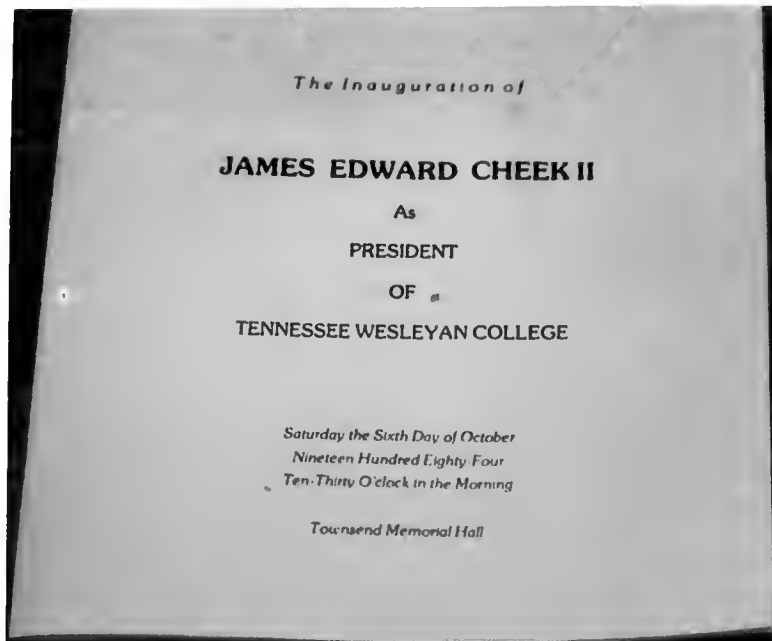 The Inauguration of
JAMES EDWARD CHEEK II
As
PRESIDENT
OF
TENNESSEE WESLEYAN COLLEGE
Saturday the Sixth Day of October
Nineteen Hundred Eighty-Four
Ten-Thirty O'clock in the Morning
Townsend Memorial Hall